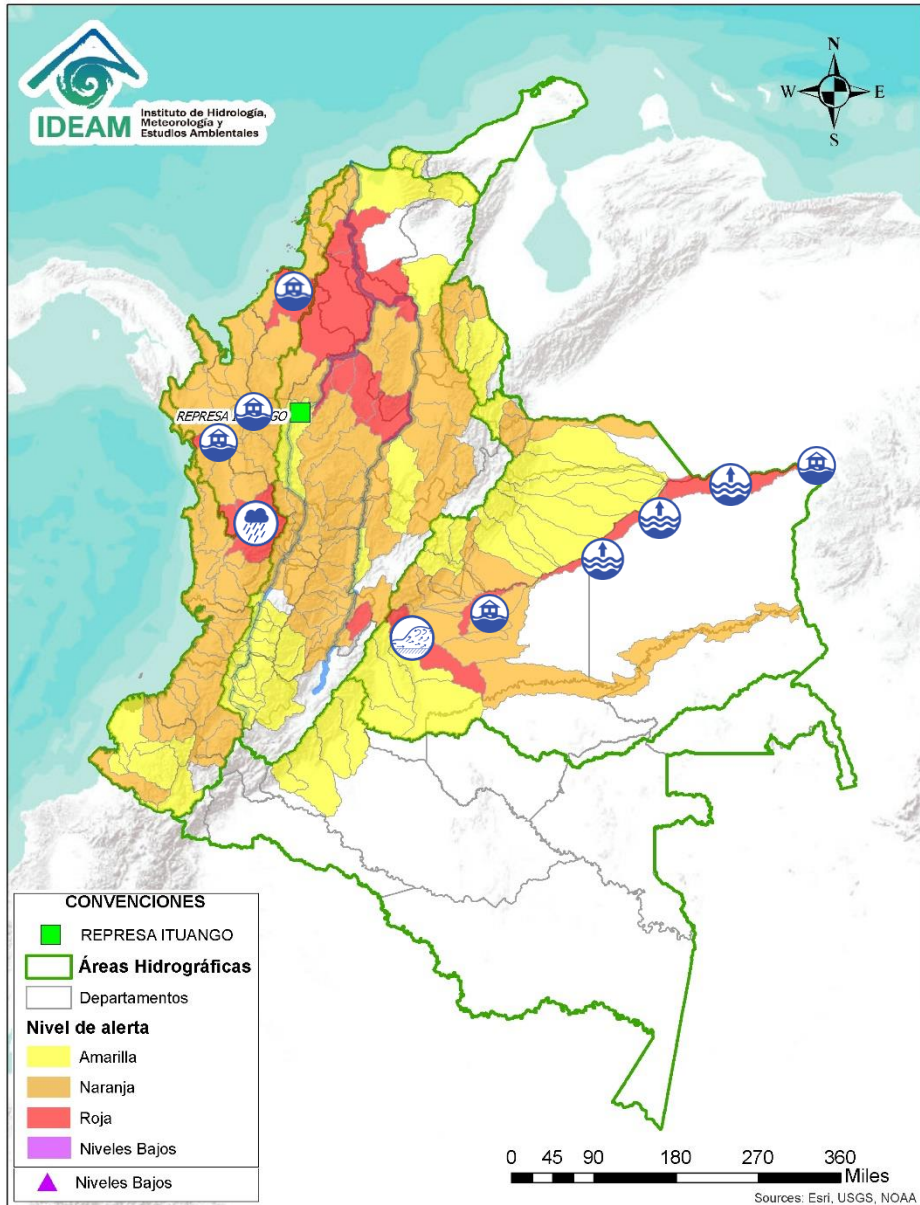 IDEAM
Instituto de Hidrología,
Meteorología y
Estudios Ambientales
N
W
E
S
REPRESA
GO
CONVENCIONES
REPRESA ITUANGO
Áreas Hidrográficas
Departamentos
Nivel de alerta
Amarilla
Naranja
Roja
Niveles Bajos
Niveles Bajos
0 45 90 180 270 360
Miles
Sources: Esri, USGS, NOAA